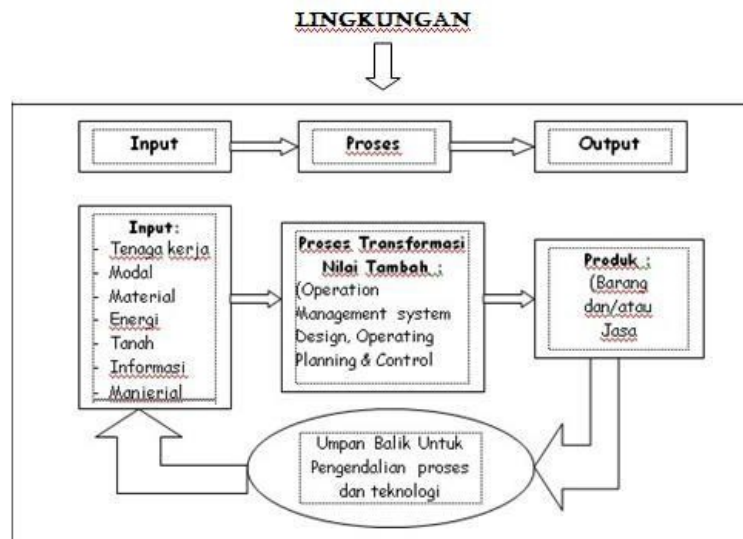 LINGKUNGAN
Input
Proses
Output
Input:
- Tenaga kerja
- Modal
- Material
- Energi
- Tanah
- Informasi
- Manjerial
Proses Transformasi
Nilai Tambah :
(Operation
Management system
Design, Operating
Planning & Control
Produk :
(Barang
dan/atau
Jasa
Umpan Balik Untuk
Pengendalian proses
dan teknologi